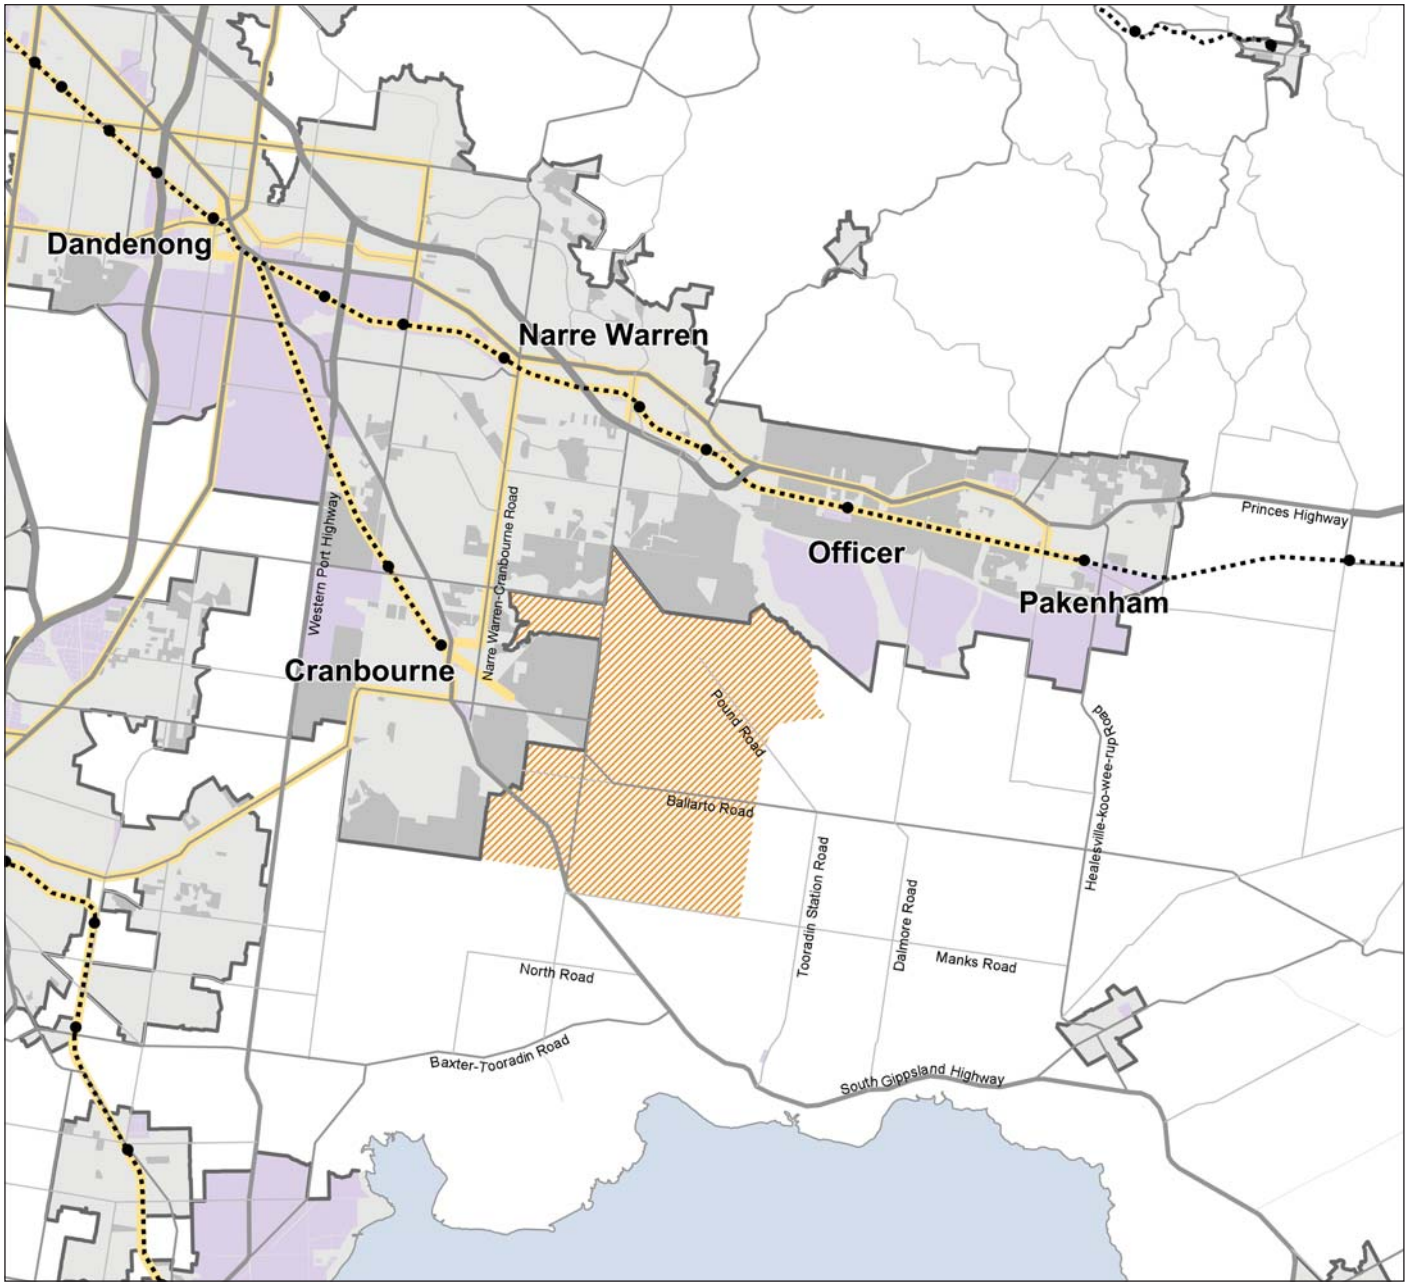 Dandenong
Narre Warren
Princes Highway
Officer
Pakenham
Western Port Highway
Narre Warren-Cranbourne Road
Cranbourne
Pound Road
Healesville-koo-wee-rup Road
Ballarto Road
Tooradin Station Road
Dalmore Road
Manks Road
North Road
Baxter-Tooradin Road
South Gippsland Highway